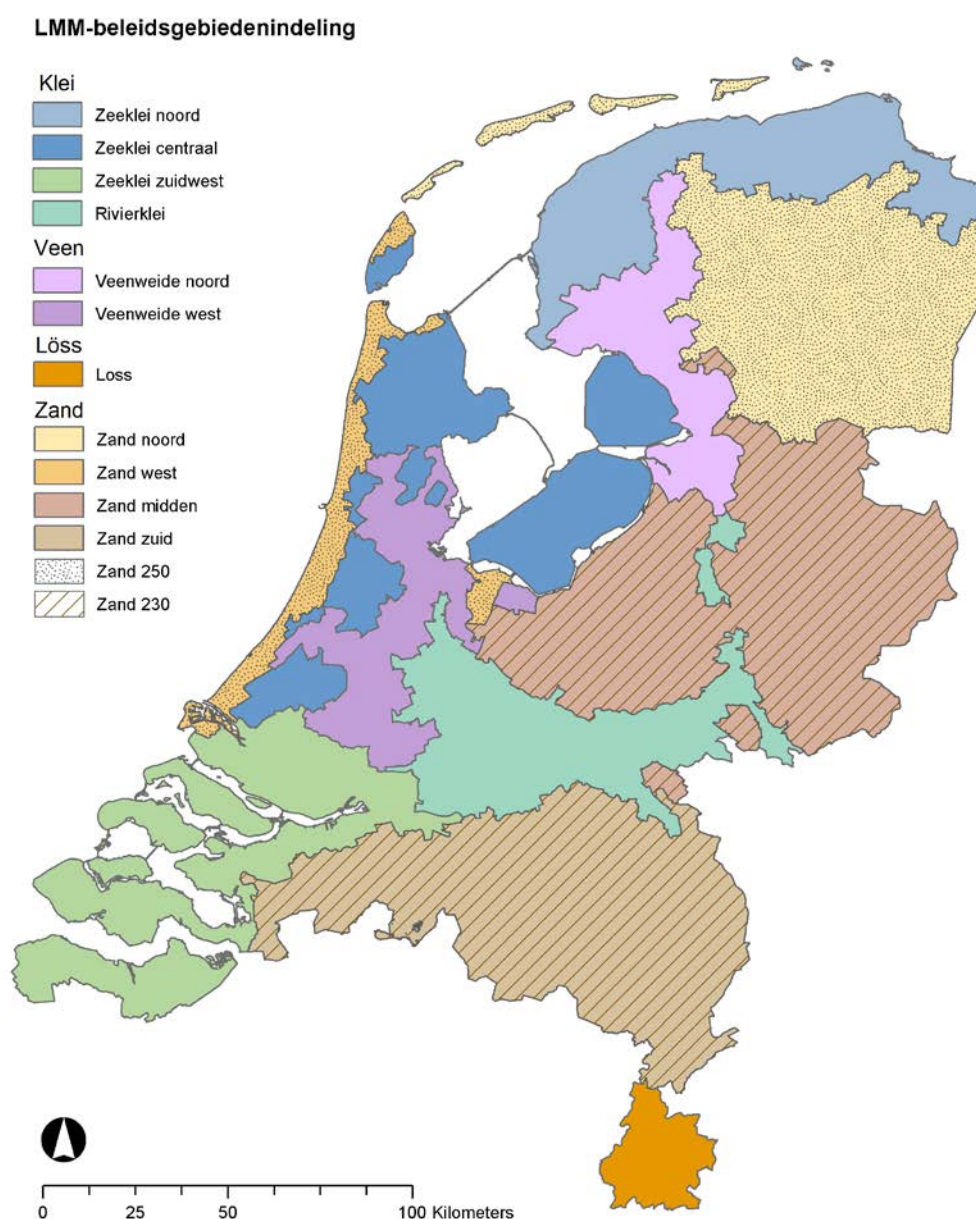 LMM-beleidsgebiedenindeling
Klei
Zeeklei noord
Zeeklei centraal
Zeeklei zuidwest
Rivierklei
Veen
Veenweide noord
Veenweide west
Löss
Loss
Zand
Zand noord
Zand west
Zand midden
Zand zuid
Zand 250
Zand 230
0 25 50 100 Kilometers